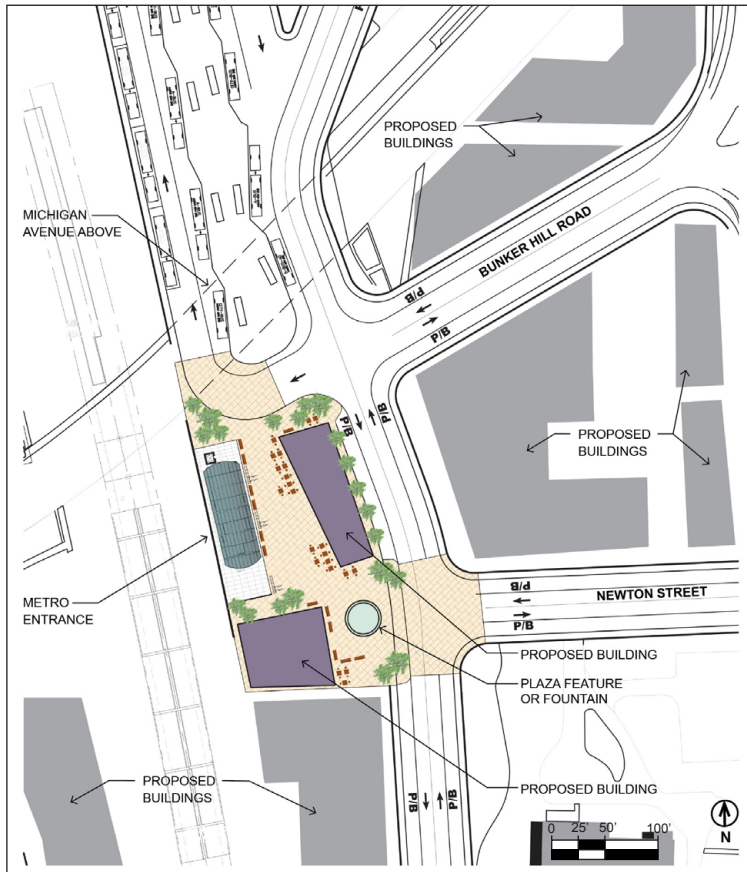 PROPOSED
BUILDINGS
MICHIGAN
AVENUE ABOVE
BUNKER HILL ROAD
P/B
P/B
P/B
P/B
P/B
PROPOSED
BUILDINGS
METRO
ENTRANCE
P/B
NEWTON STREET
P/B
PROPOSED BUILDING
PLAZA FEATURE
OR FOUNTAIN
PROPOSED
BUILDINGS
PROPOSED BUILDING
P/B
P/B
0 25' 50' 100'
N